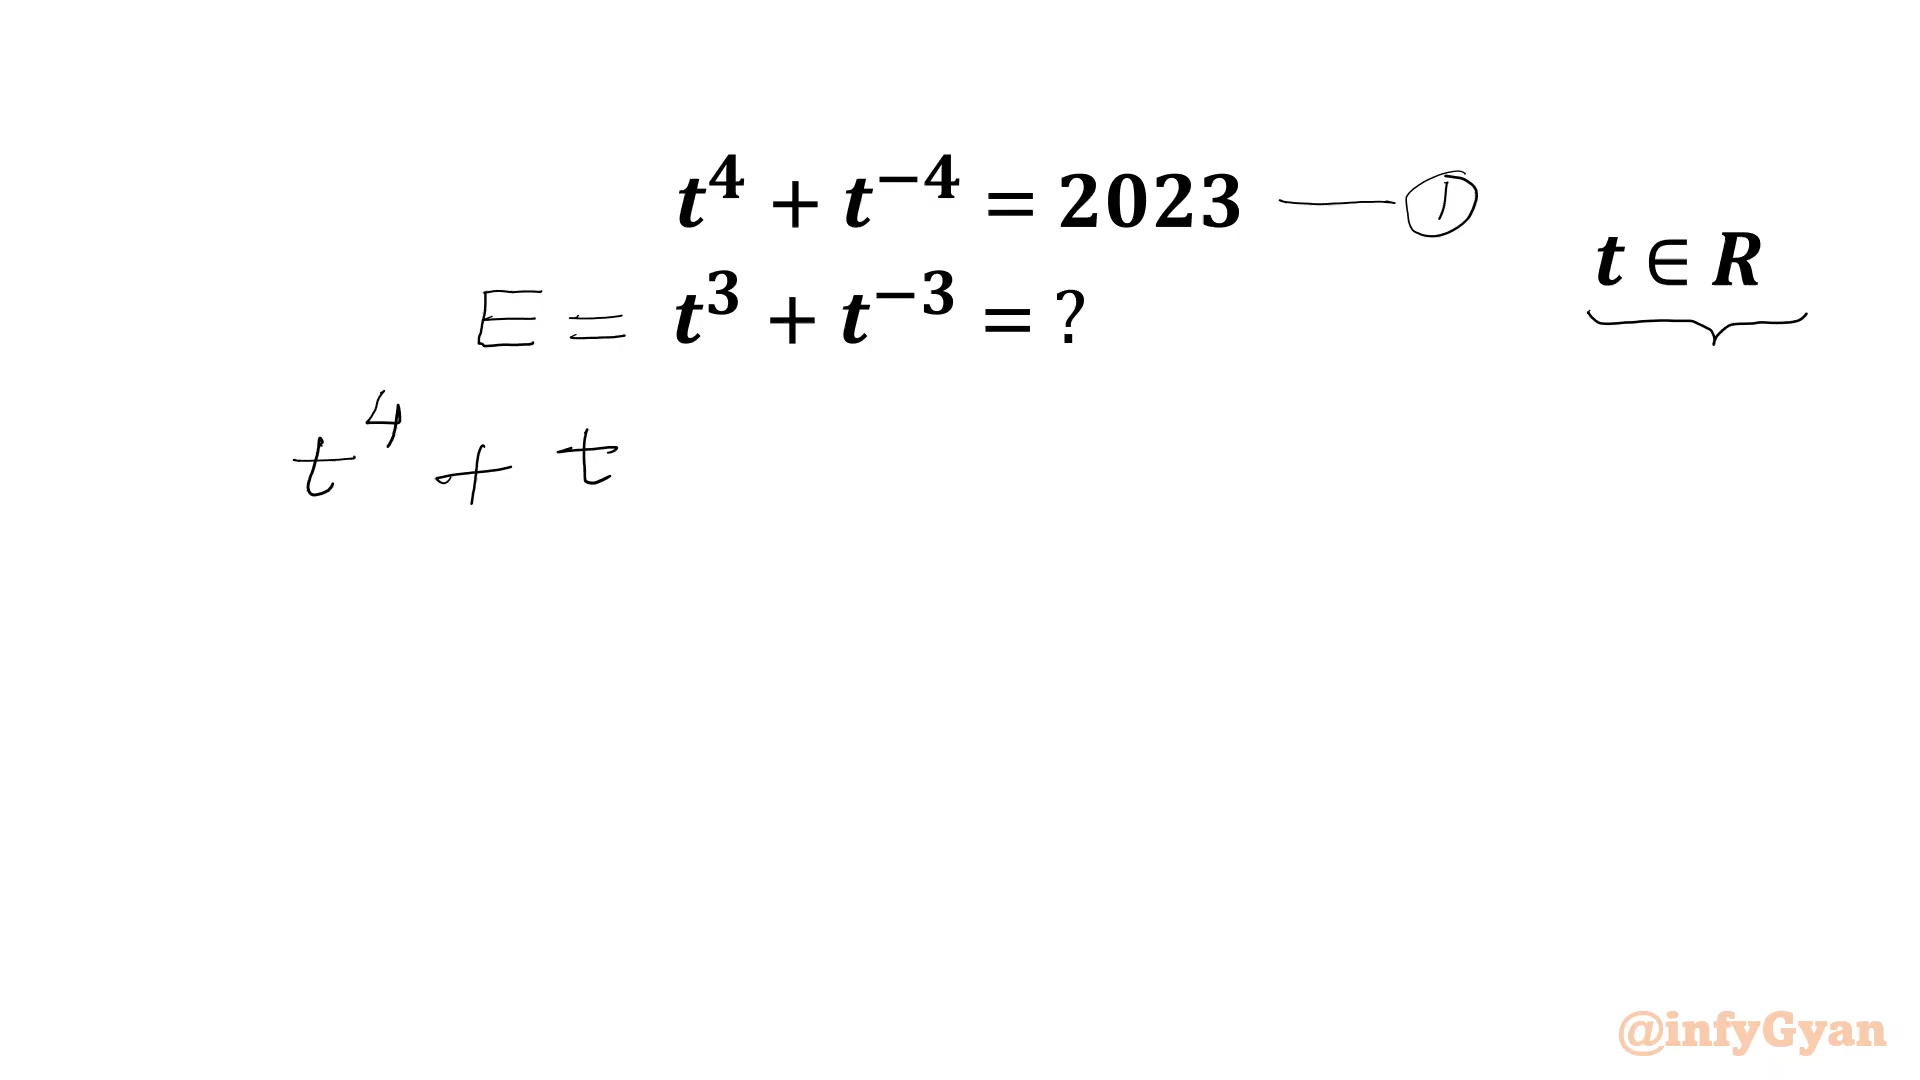 t⁴ + t⁻⁴ = 2023 —— ①
t ∈ R
E = t³ + t⁻³ = ?
t⁴ + t
@infyGyan